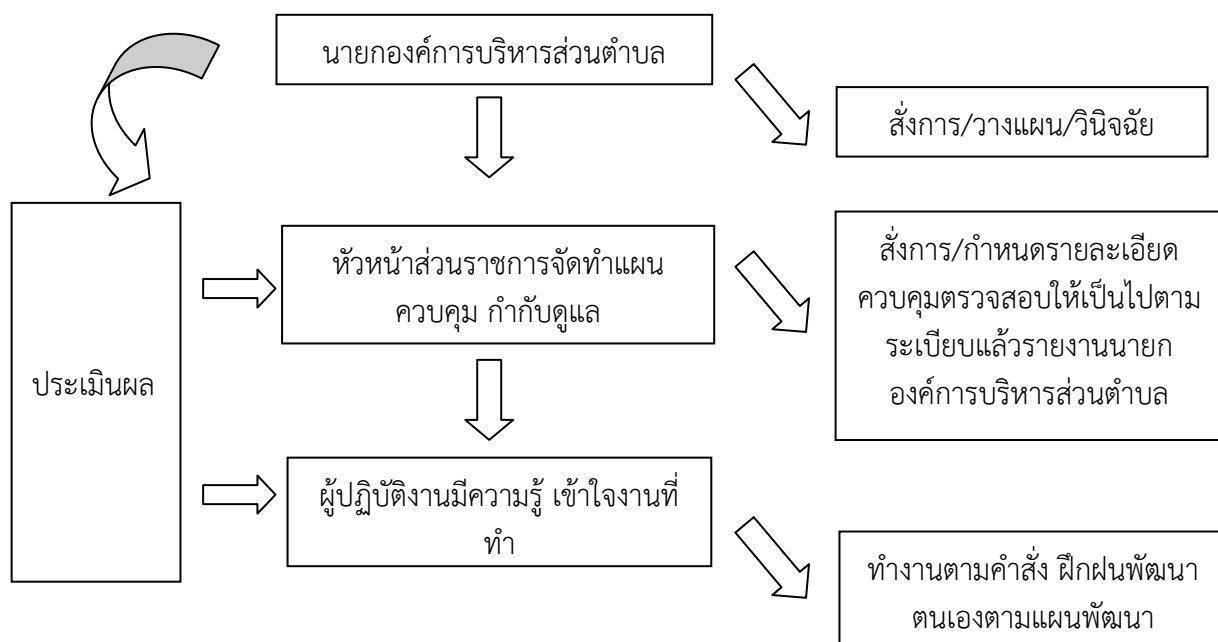 นายกองค์การบริหารส่วนตำบล
สั่งการ/วางแผน/วินิจฉัย
หัวหน้าส่วนราชการจัดทำแผน
ควบคุม กำกับดูแล
สั่งการ/กำหนดรายละเอียด
ควบคุมตรวจสอบให้เป็นไปตาม
ระเบียบแล้วรายงานนายก
องค์การบริหารส่วนตำบล
ประเมินผล
ผู้ปฏิบัติงานมีความรู้ เข้าใจงานที่
ทำ
ทำงานตามคำสั่ง ฝึกฝนพัฒนา
ตนเองตามแผนพัฒนา